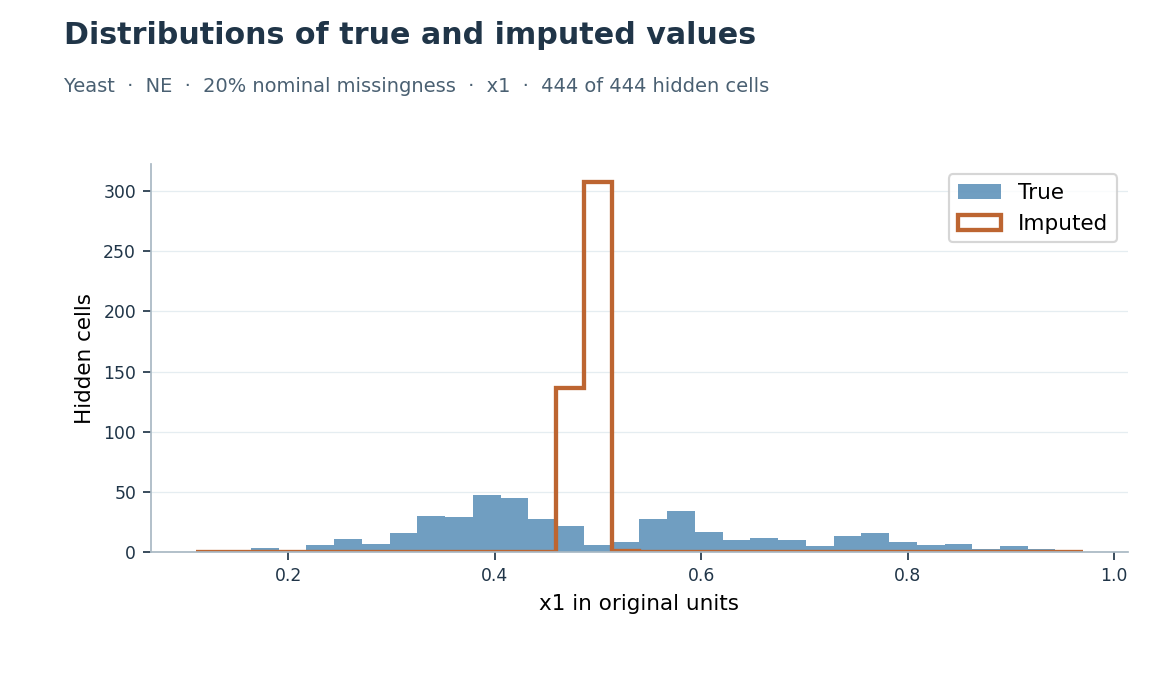 Distributions of true and imputed values
Yeast · NE · 20% nominal missingness · x1 · 444 of 444 hidden cells
300
250
200
150
100
50
0
Hidden cells
True
Imputed
0.2
0.4
0.6
0.8
1.0
x1 in original units